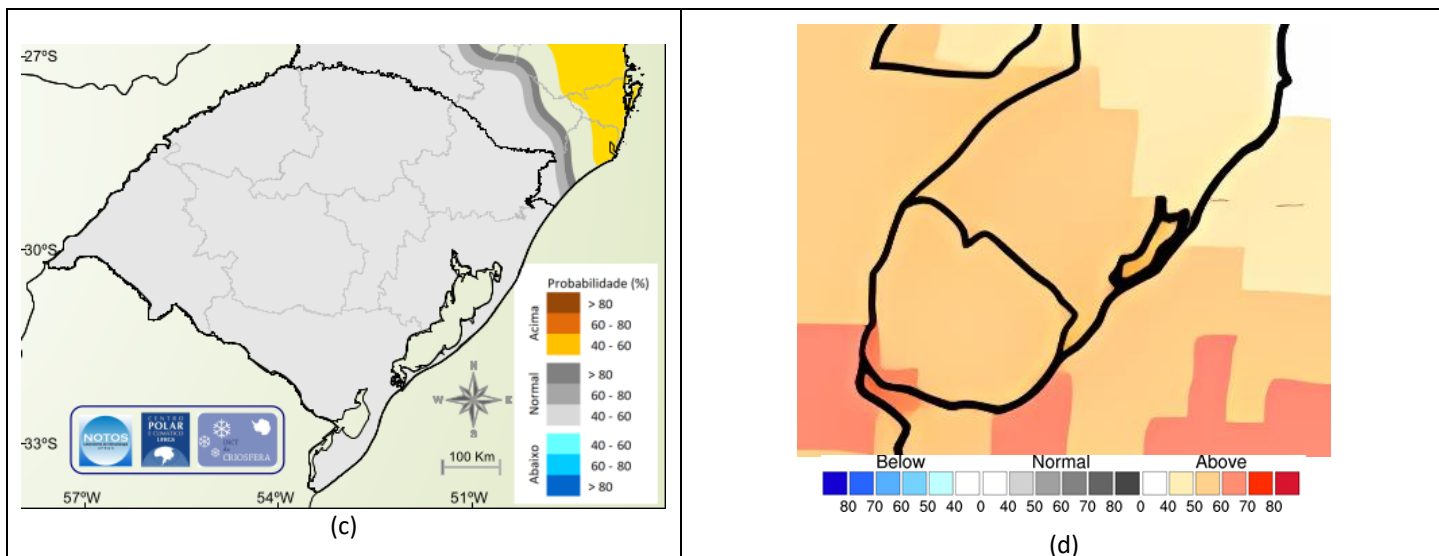 27ºS
30ºS
33ºS
57ºW
54ºW
51ºW
Probabilidade (%)
Acima
> 80
60 - 80
40 - 60
Normal
> 80
60 - 80
40 - 60
Abaixo
40 - 60
60 - 80
> 80
N
W
E
S
100 Km
NOTOS
CENTRO
POLAR
E CLIMÁTICO
UFRGS
INCT
da
CRIOSFERA
(c)
Below Normal Above
80 70 60 50 40 0 40 50 60 70 80 0 40 50 60 70 80
(d)